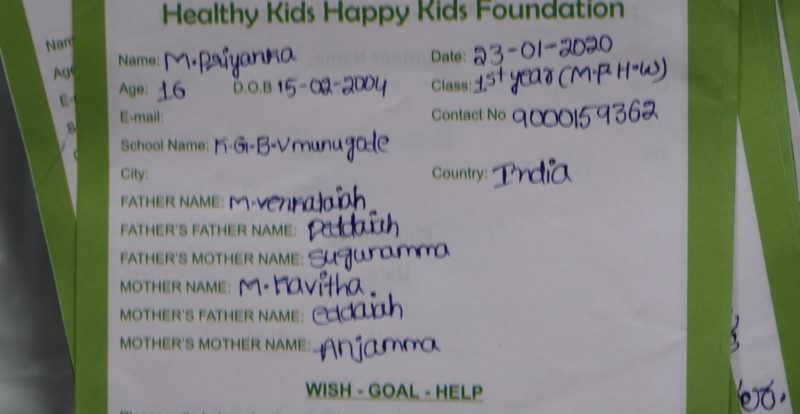 Healthy Kids Happy Kids Foundation
Name: M.Priyanka Date: 23-01-2020
Age: 16 D.O.B 15-02-2004 Class: 1st year (M.P.H.W)
E-mail: Contact No 9000159362
School Name: K.G.B.V munugale
City: Country: India
FATHER NAME: M.venkataiah
FATHER'S FATHER NAME: Peddaiah
FATHER'S MOTHER NAME: Suguramma
MOTHER NAME: M.Kavitha.
MOTHER'S FATHER NAME: eddaiah
MOTHER'S MOTHER NAME: Anjamma
WISH - GOAL - HELP